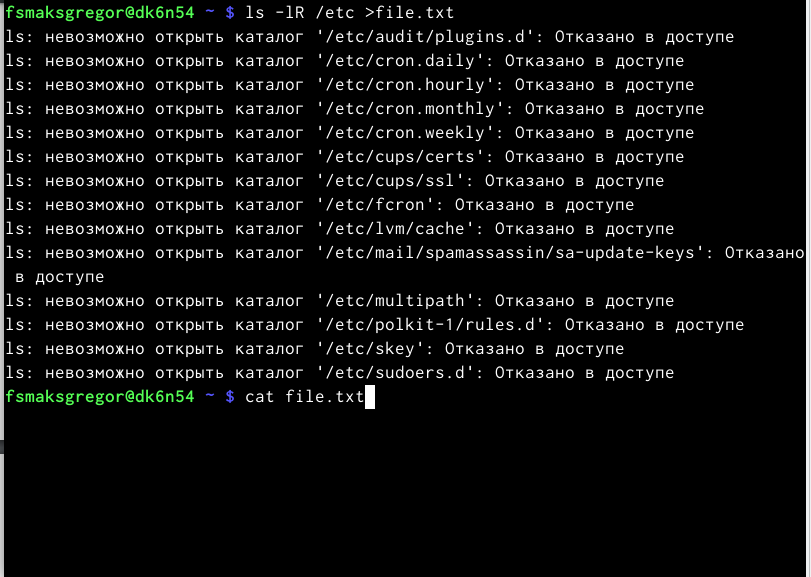 fsmaksgregor@dk6n54 ~ $ ls -lR /etc >file.txt
ls: невозможно открыть каталог '/etc/audit/plugins.d': Отказано в доступе
ls: невозможно открыть каталог '/etc/cron.daily': Отказано в доступе
ls: невозможно открыть каталог '/etc/cron.hourly': Отказано в доступе
ls: невозможно открыть каталог '/etc/cron.monthly': Отказано в доступе
ls: невозможно открыть каталог '/etc/cron.weekly': Отказано в доступе
ls: невозможно открыть каталог '/etc/cups/certs': Отказано в доступе
ls: невозможно открыть каталог '/etc/cups/ssl': Отказано в доступе
ls: невозможно открыть каталог '/etc/fcron': Отказано в доступе
ls: невозможно открыть каталог '/etc/lvm/cache': Отказано в доступе
ls: невозможно открыть каталог '/etc/mail/spamassassin/sa-update-keys': Отказано
в доступе
ls: невозможно открыть каталог '/etc/multipath': Отказано в доступе
ls: невозможно открыть каталог '/etc/polkit-1/rules.d': Отказано в доступе
ls: невозможно открыть каталог '/etc/skey': Отказано в доступе
ls: невозможно открыть каталог '/etc/sudoers.d': Отказано в доступе
fsmaksgregor@dk6n54 ~ $ cat file.txt